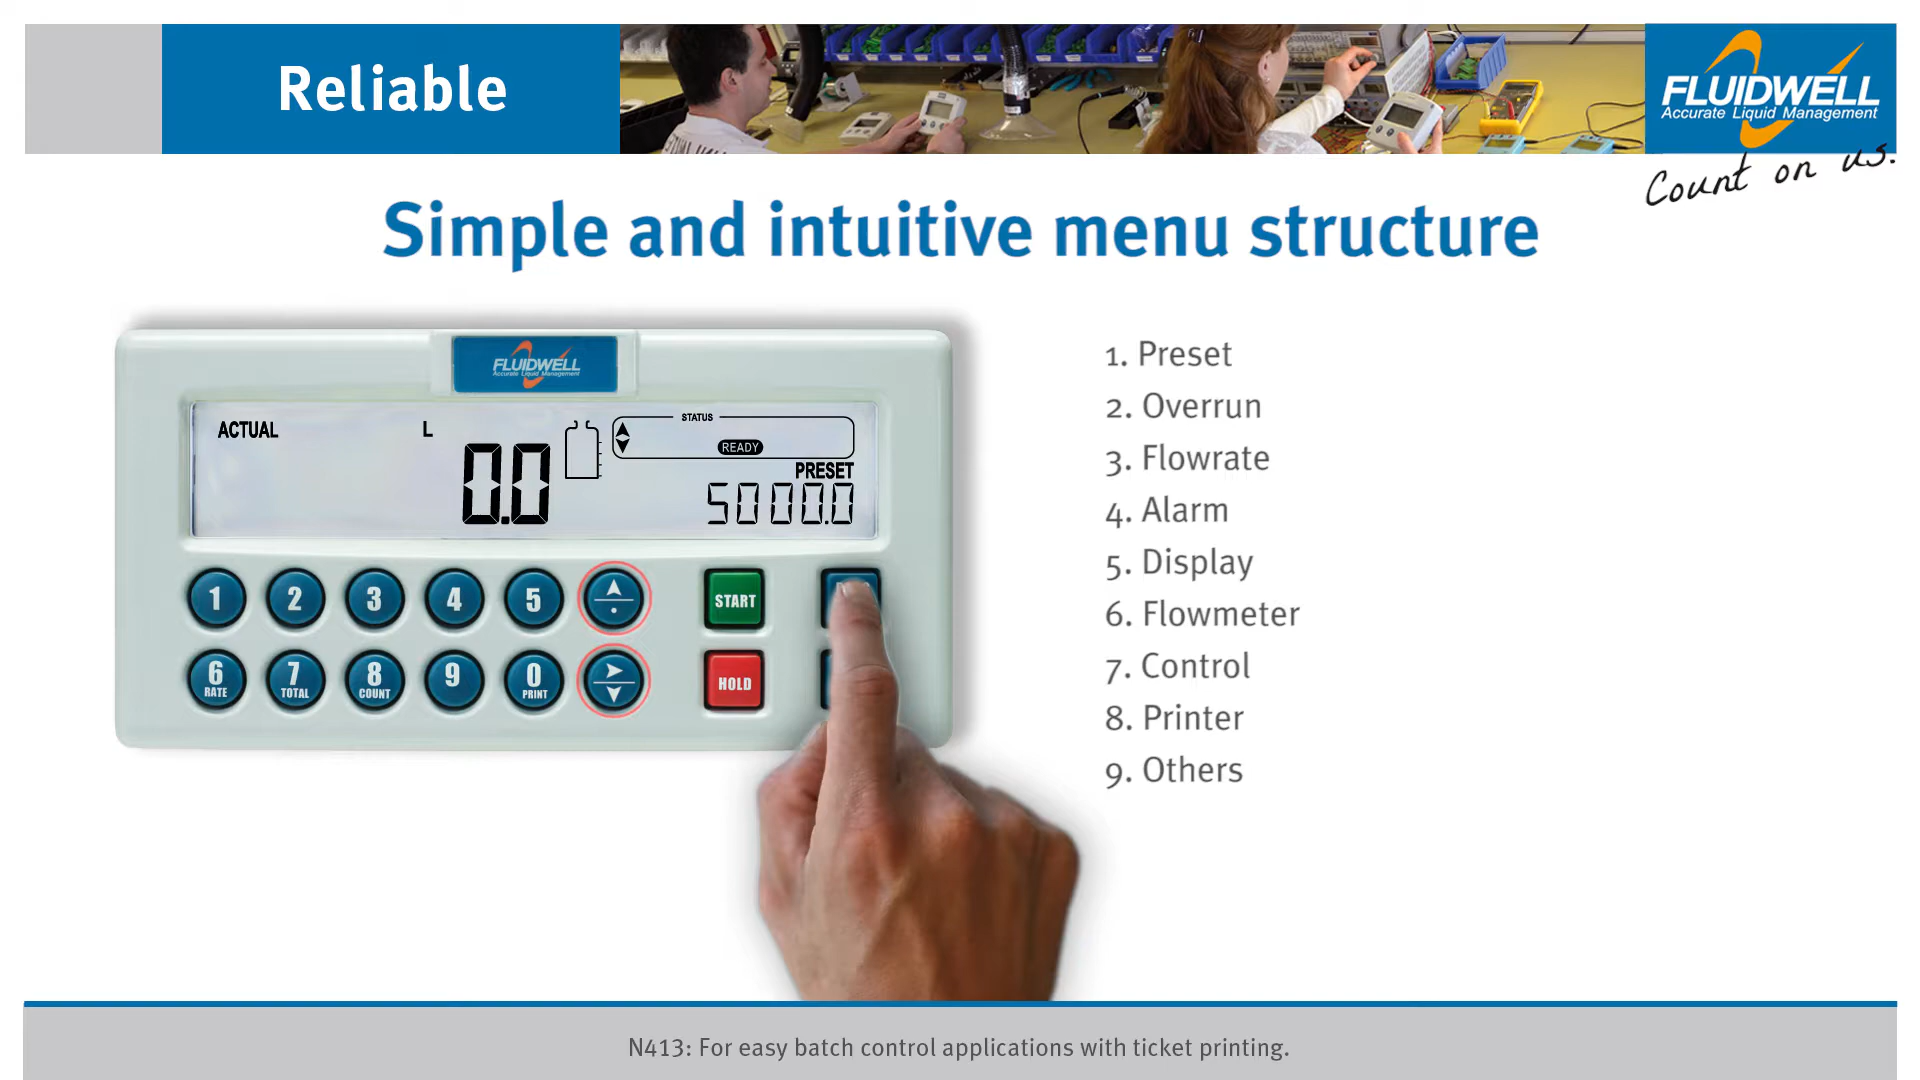 Reliable
FLUIDWELL
Accurate Liquid Management
Count on us.
Simple and intuitive menu structure
FLUIDWELL
Accurate Liquid Management
ACTUAL
L
0.0
STATUS
READY
PRESET
5000.0
1 2 3 4 5
START
6 7 8 9 0
RATE TOTAL COUNT PRINT
HOLD
1. Preset
2. Overrun
3. Flowrate
4. Alarm
5. Display
6. Flowmeter
7. Control
8. Printer
9. Others
N413: For easy batch control applications with ticket printing.